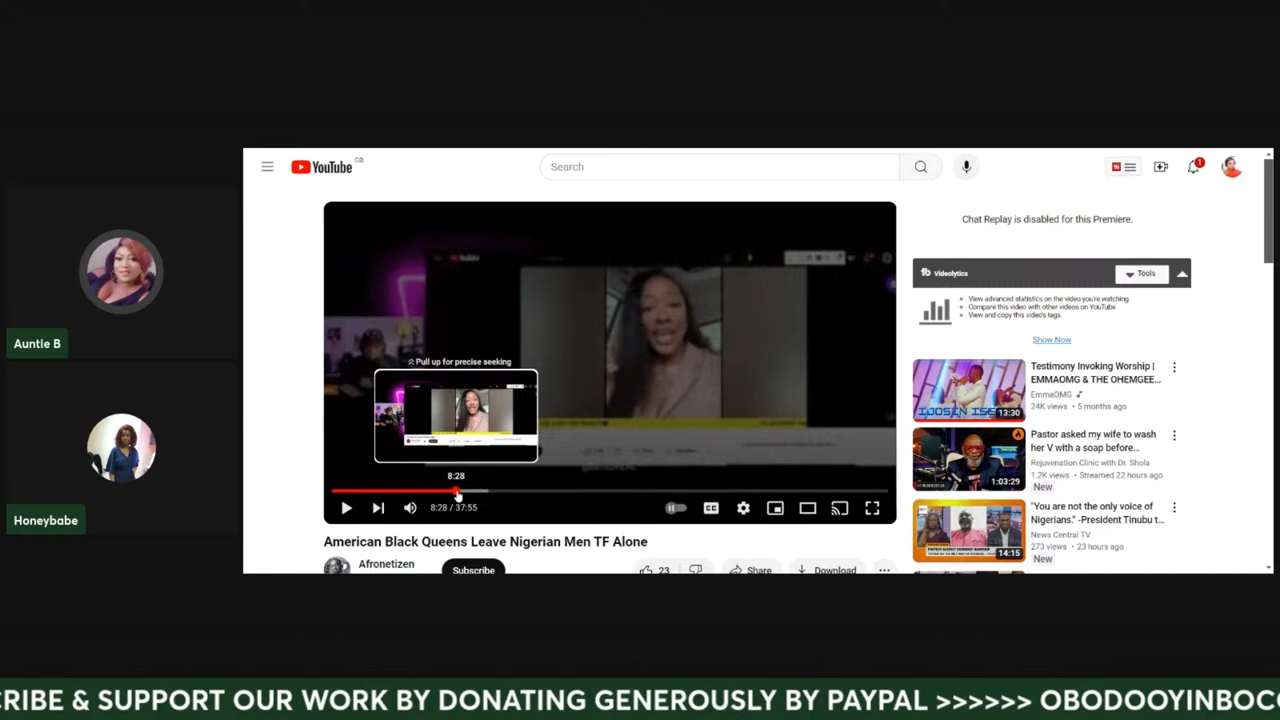 Auntie B
Honeybabe
YouTube GB
Search
1
Pull up for precise seeking
8:28
8:28 / 37:55
American Black Queens Leave Nigerian Men TF Alone
Afronetizen
Subscribe
23
Share
Download
Chat Replay is disabled for this Premiere.
Videolytics
Tools
View advanced statistics on the video you're watching
Compare this video with other videos on YouTube
View and copy this video's tags
Show Now
Testimony Invoking Worship |
EMMAOMG & THE OHEMGEE...
EmmaOMG
24K views • 5 months ago
13:30
Pastor asked my wife to wash
her V with a soap before...
Rejuvenation Clinic with Dr. Shola
1.2K views • Streamed 22 hours ago
New
1:03:29
"You are not the only voice of
Nigerians." -President Tinubu t...
News Central TV
273 views • 23 hours ago
New
14:15
CRIBE & SUPPORT OUR WORK BY DONATING GENEROUSLY BY PAYPAL >>>>>> OBODOOYINBOC